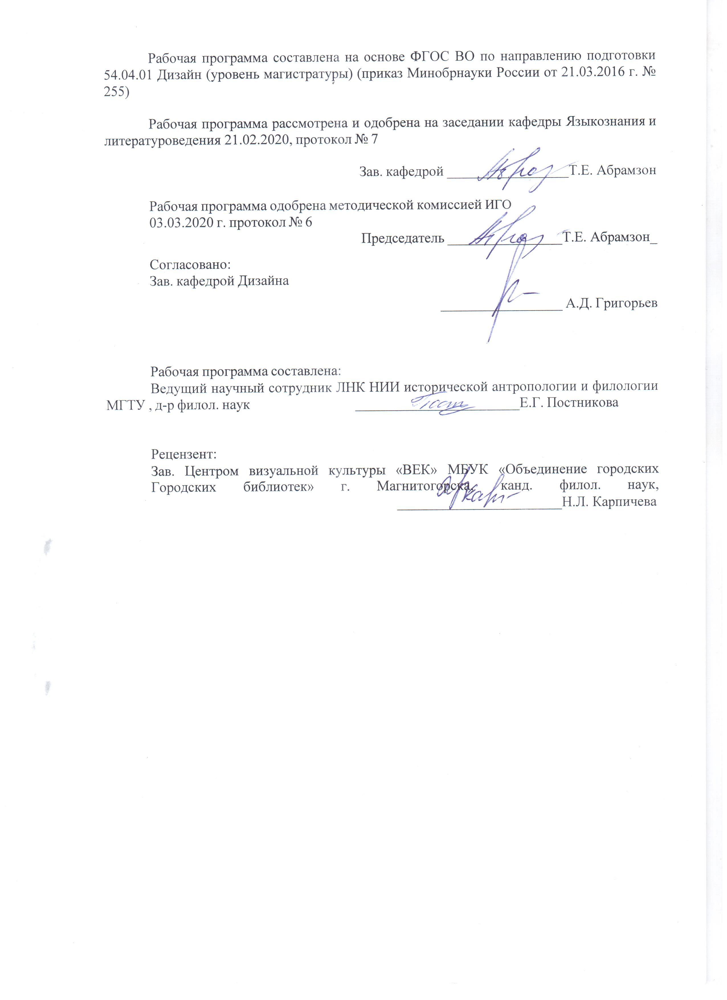 Рабочая программа составлена на основе ФГОС ВО по направлению подготовки
54.04.01 Дизайн (уровень магистратуры) (приказ Минобрнауки России от 21.03.2016 г. №
255)
Рабочая программа рассмотрена и одобрена на заседании кафедры Языкознания и
литературоведения 21.02.2020, протокол № 7
Зав. кафедрой _________________Т.Е. Абрамзон
Рабочая программа одобрена методической комиссией ИГО
03.03.2020 г. протокол № 6
Председатель ________________Т.Е. Абрамзон_
Согласовано:
Зав. кафедрой Дизайна
_________________ А.Д. Григорьев
Рабочая программа составлена:
Ведущий научный сотрудник ЛНК НИИ исторической антропологии и филологии
МГТУ , д-р филол. наук _______________________Е.Г. Постникова
Рецензент:
Зав. Центром визуальной культуры «ВЕК» МБУК «Объединение городских
Городских библиотек» г. Магнитогорска, канд. филол. наук,
_______________________Н.Л. Карпичева